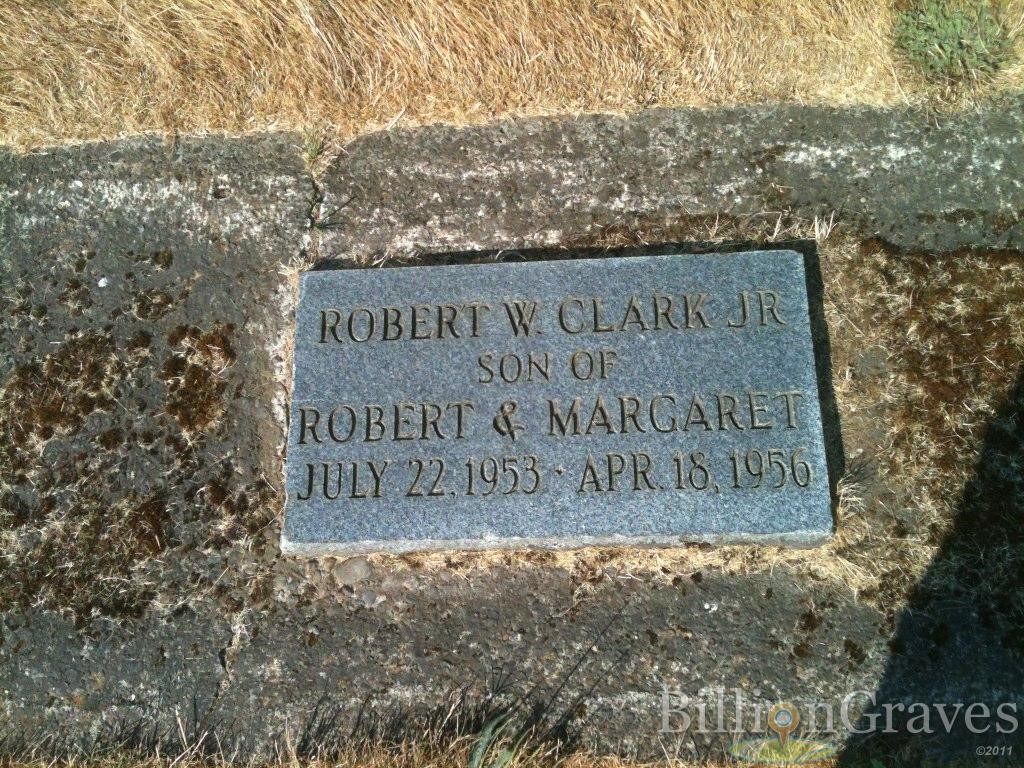 ROBERT W. CLARK JR
SON OF
ROBERT & MARGARET
JULY 22, 1953 · APR. 18, 1956
BillionGraves
©2011